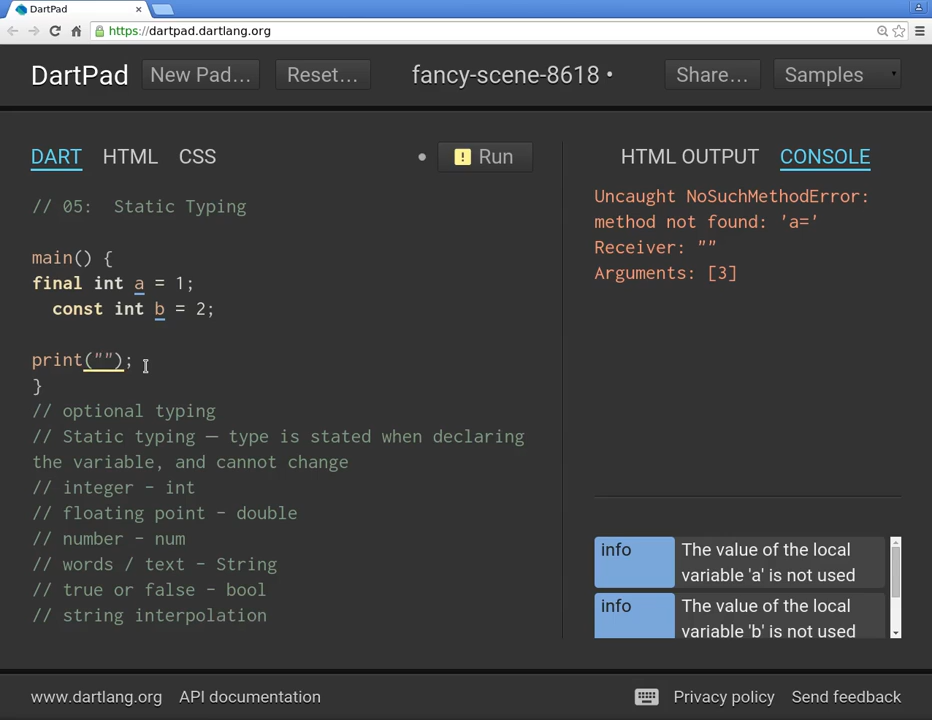 DartPad
https://dartpad.dartlang.org
DartPad
New Pad...
Reset...
fancy-scene-8618 •
Share...
Samples
DART
HTML
CSS
Run
HTML OUTPUT
CONSOLE
// 05:  Static Typing
main() {
final int a = 1;
const int b = 2;
print("");
}
// optional typing
// Static typing – type is stated when declaring
the variable, and cannot change
// integer - int
// floating point - double
// number - num
// words / text - String
// true or false - bool
// string interpolation
Uncaught NoSuchMethodError:
method not found: 'a='
Receiver: ""
Arguments: [3]
info
The value of the local
variable 'a' is not used
info
The value of the local
variable 'b' is not used
www.dartlang.org
API documentation
Privacy policy
Send feedback